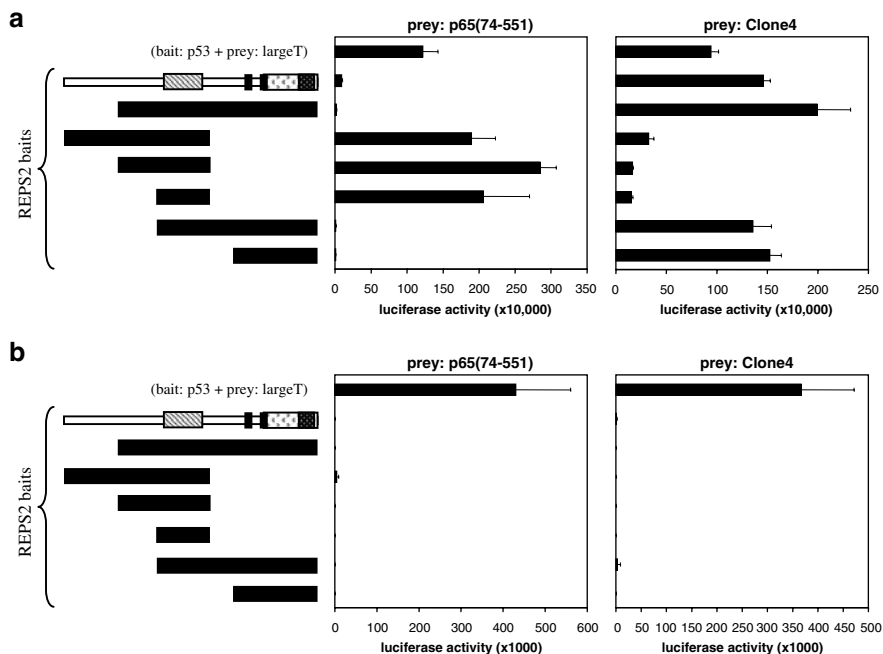 a
prey: p65(74-551)
prey: Clone4
(bait: p53 + prey: largeT)
REPS2 baits
0 50 100 150 200 250 300 350
0 50 100 150 200 250
luciferase activity (x10,000)
luciferase activity (x10,000)
b
prey: p65(74-551)
prey: Clone4
(bait: p53 + prey: largeT)
REPS2 baits
0 100 200 300 400 500 600
0 50 100 150 200 250 300 350 400 450 500
luciferase activity (x1000)
luciferase activity (x1000)